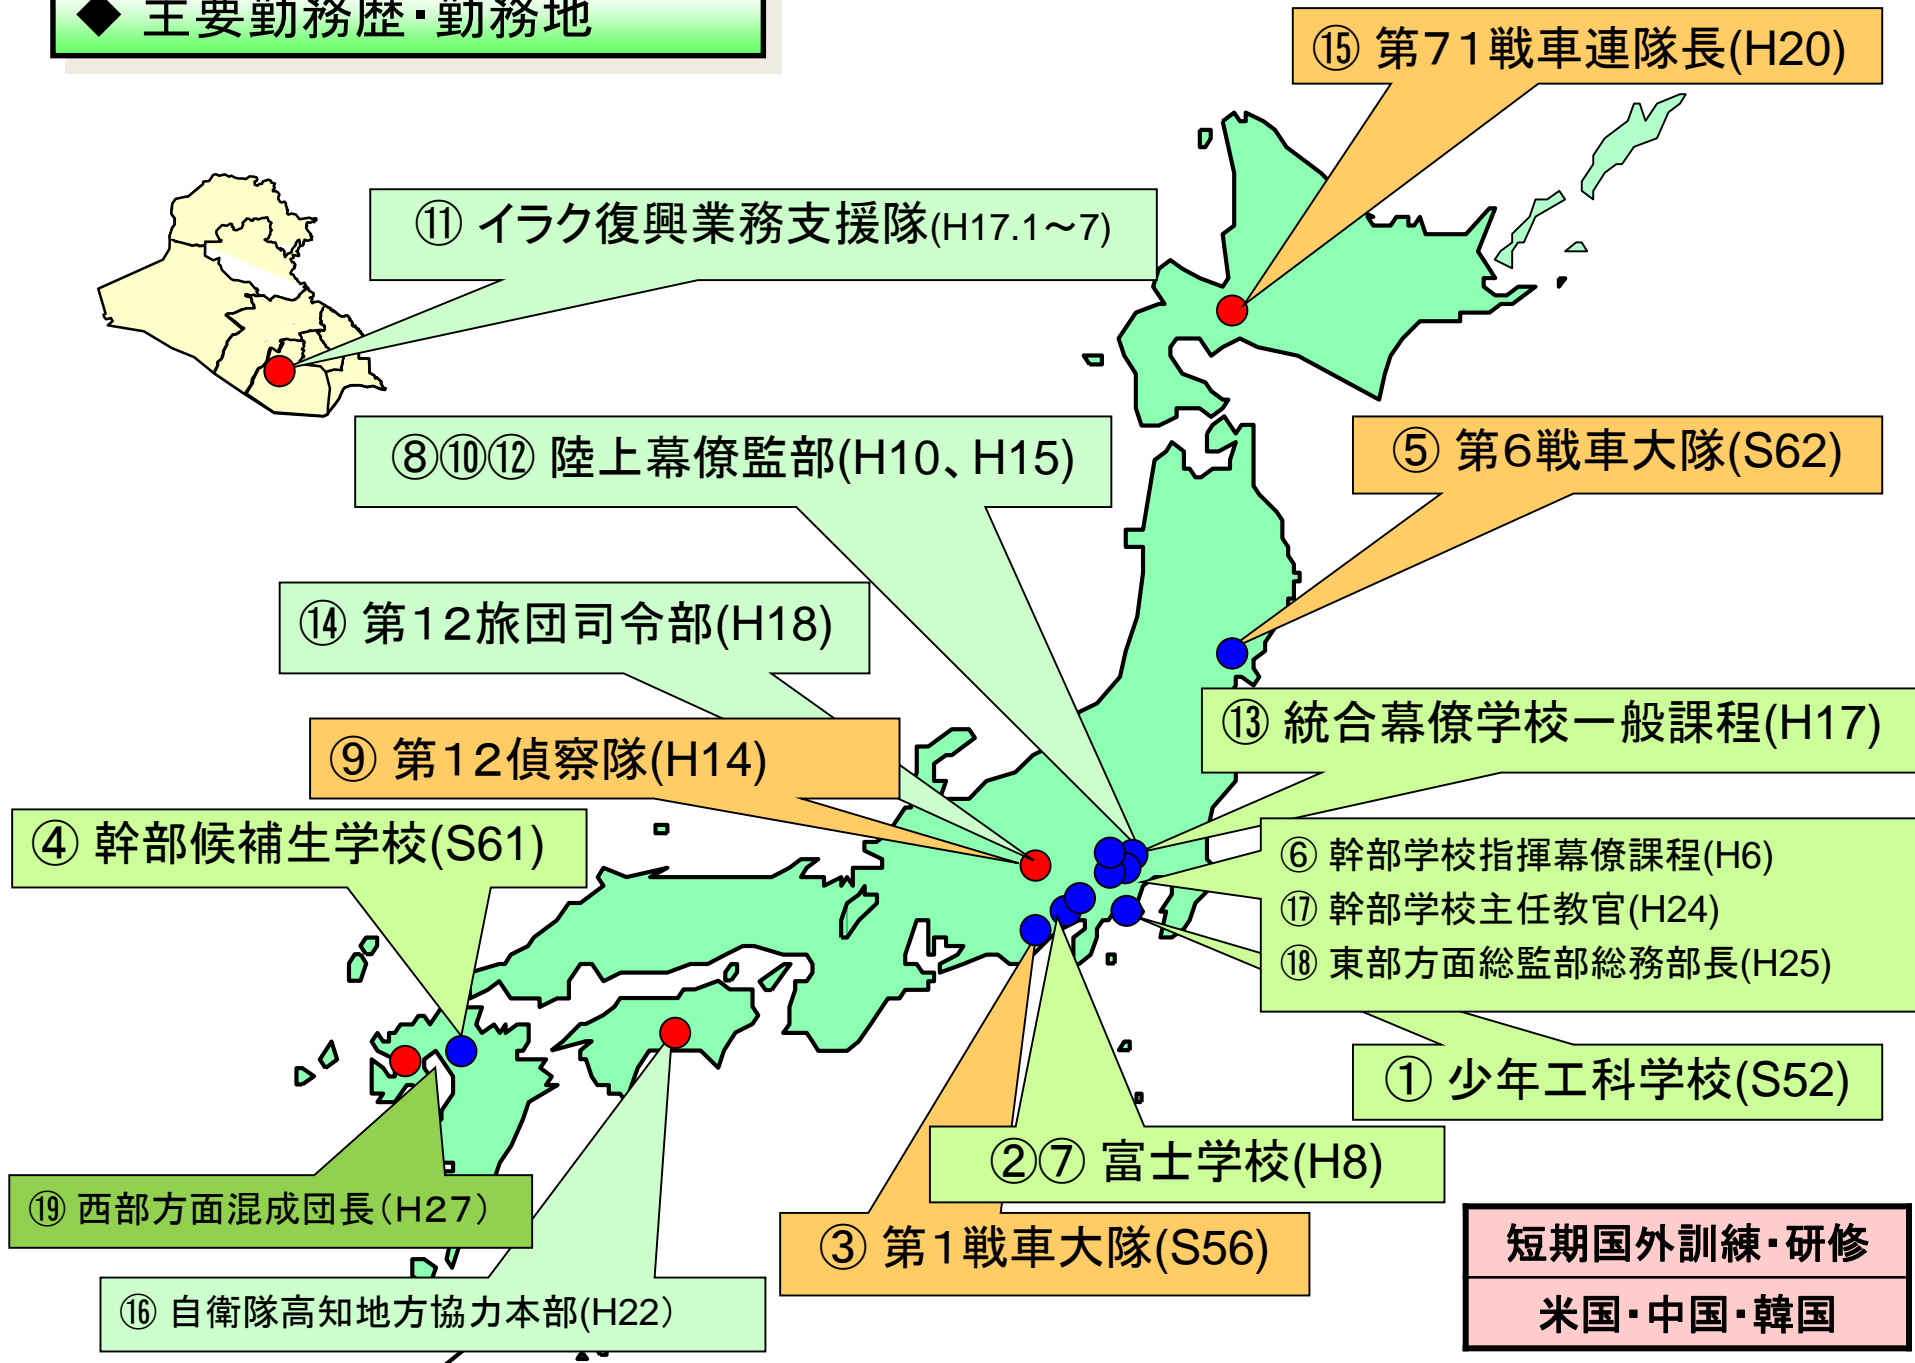 ◆ 主要勤務歴・勤務地
⑮ 第71戦車連隊長(H20)
⑪ イラク復興業務支援隊(H17.1～7)
⑧⑩⑫ 陸上幕僚監部(H10、H15)
⑤ 第6戦車大隊(S62)
⑭ 第12旅団司令部(H18)
⑬ 統合幕僚学校一般課程(H17)
⑨ 第12偵察隊(H14)
④ 幹部候補生学校(S61)
⑥ 幹部学校指揮幕僚課程(H6)
⑰ 幹部学校主任教官(H24)
⑱ 東部方面総監部総務部長(H25)
① 少年工科学校(S52)
②⑦ 富士学校(H8)
⑲ 西部方面混成団長(H27)
③ 第1戦車大隊(S56)
⑯ 自衛隊高知地方協力本部(H22)
短期国外訓練・研修
米国・中国・韓国